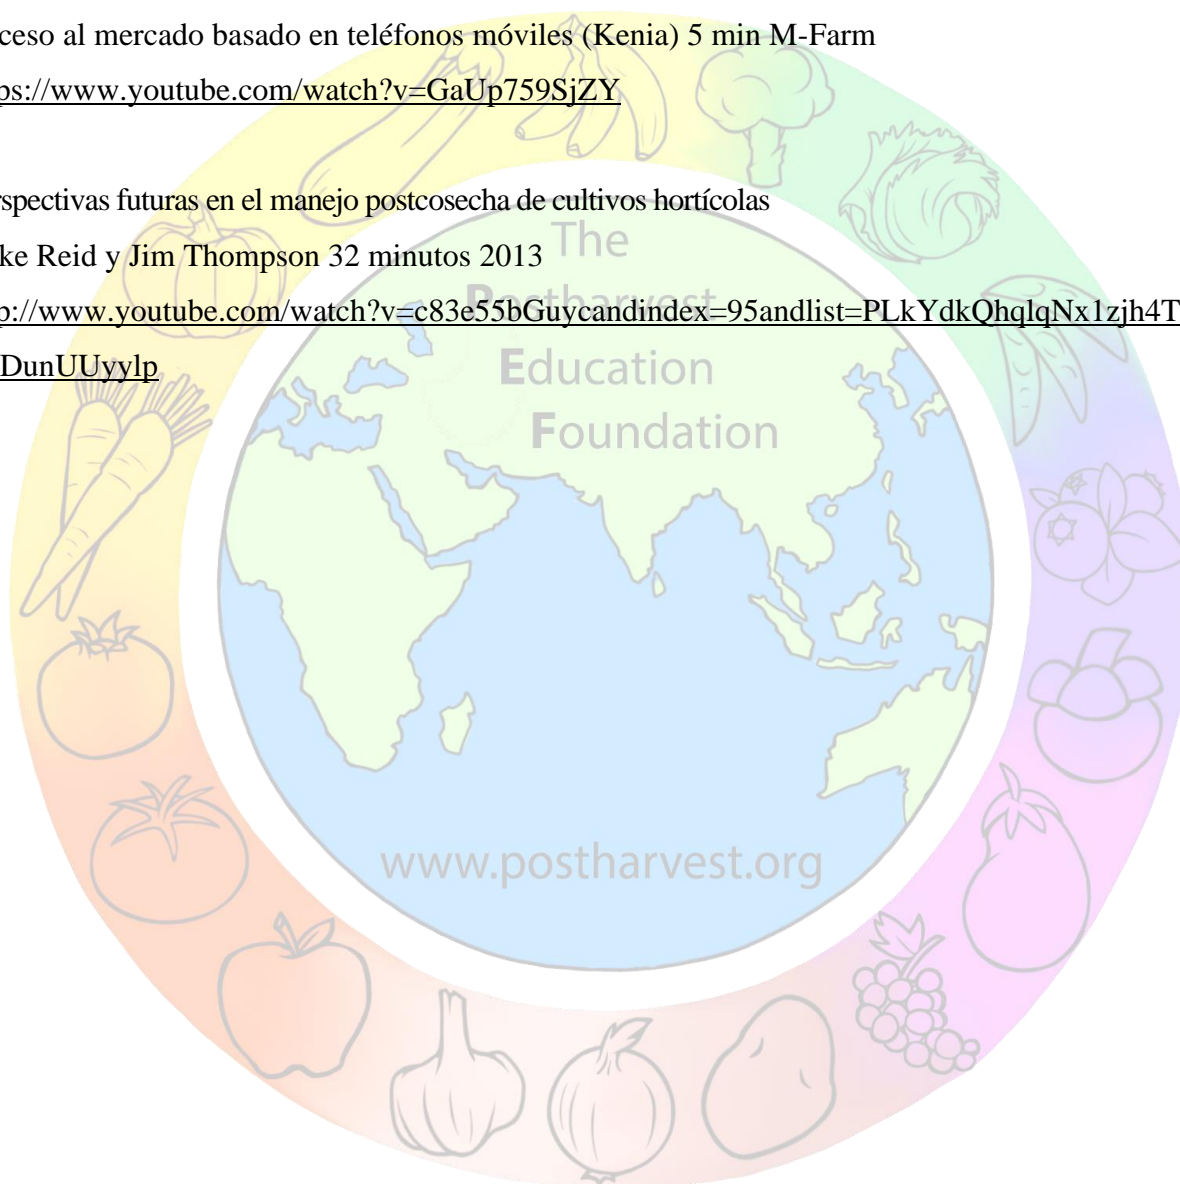 ceso al mercado basado en teléfonos móviles (Kenia) 5 min M-Farm
ps://www.youtube.com/watch?v=GaUp759SjZY
rspectivas futuras en el manejo postcosecha de cultivos hortícolas
ke Reid y Jim Thompson 32 minutos 2013
p://www.youtube.com/watch?v=c83e55bGuycandindex=95andlist=PLkYdkQhqlqNx1zjh4T
DunUUyylp
The
Postharvest
Education
Foundation
www.postharvest.org